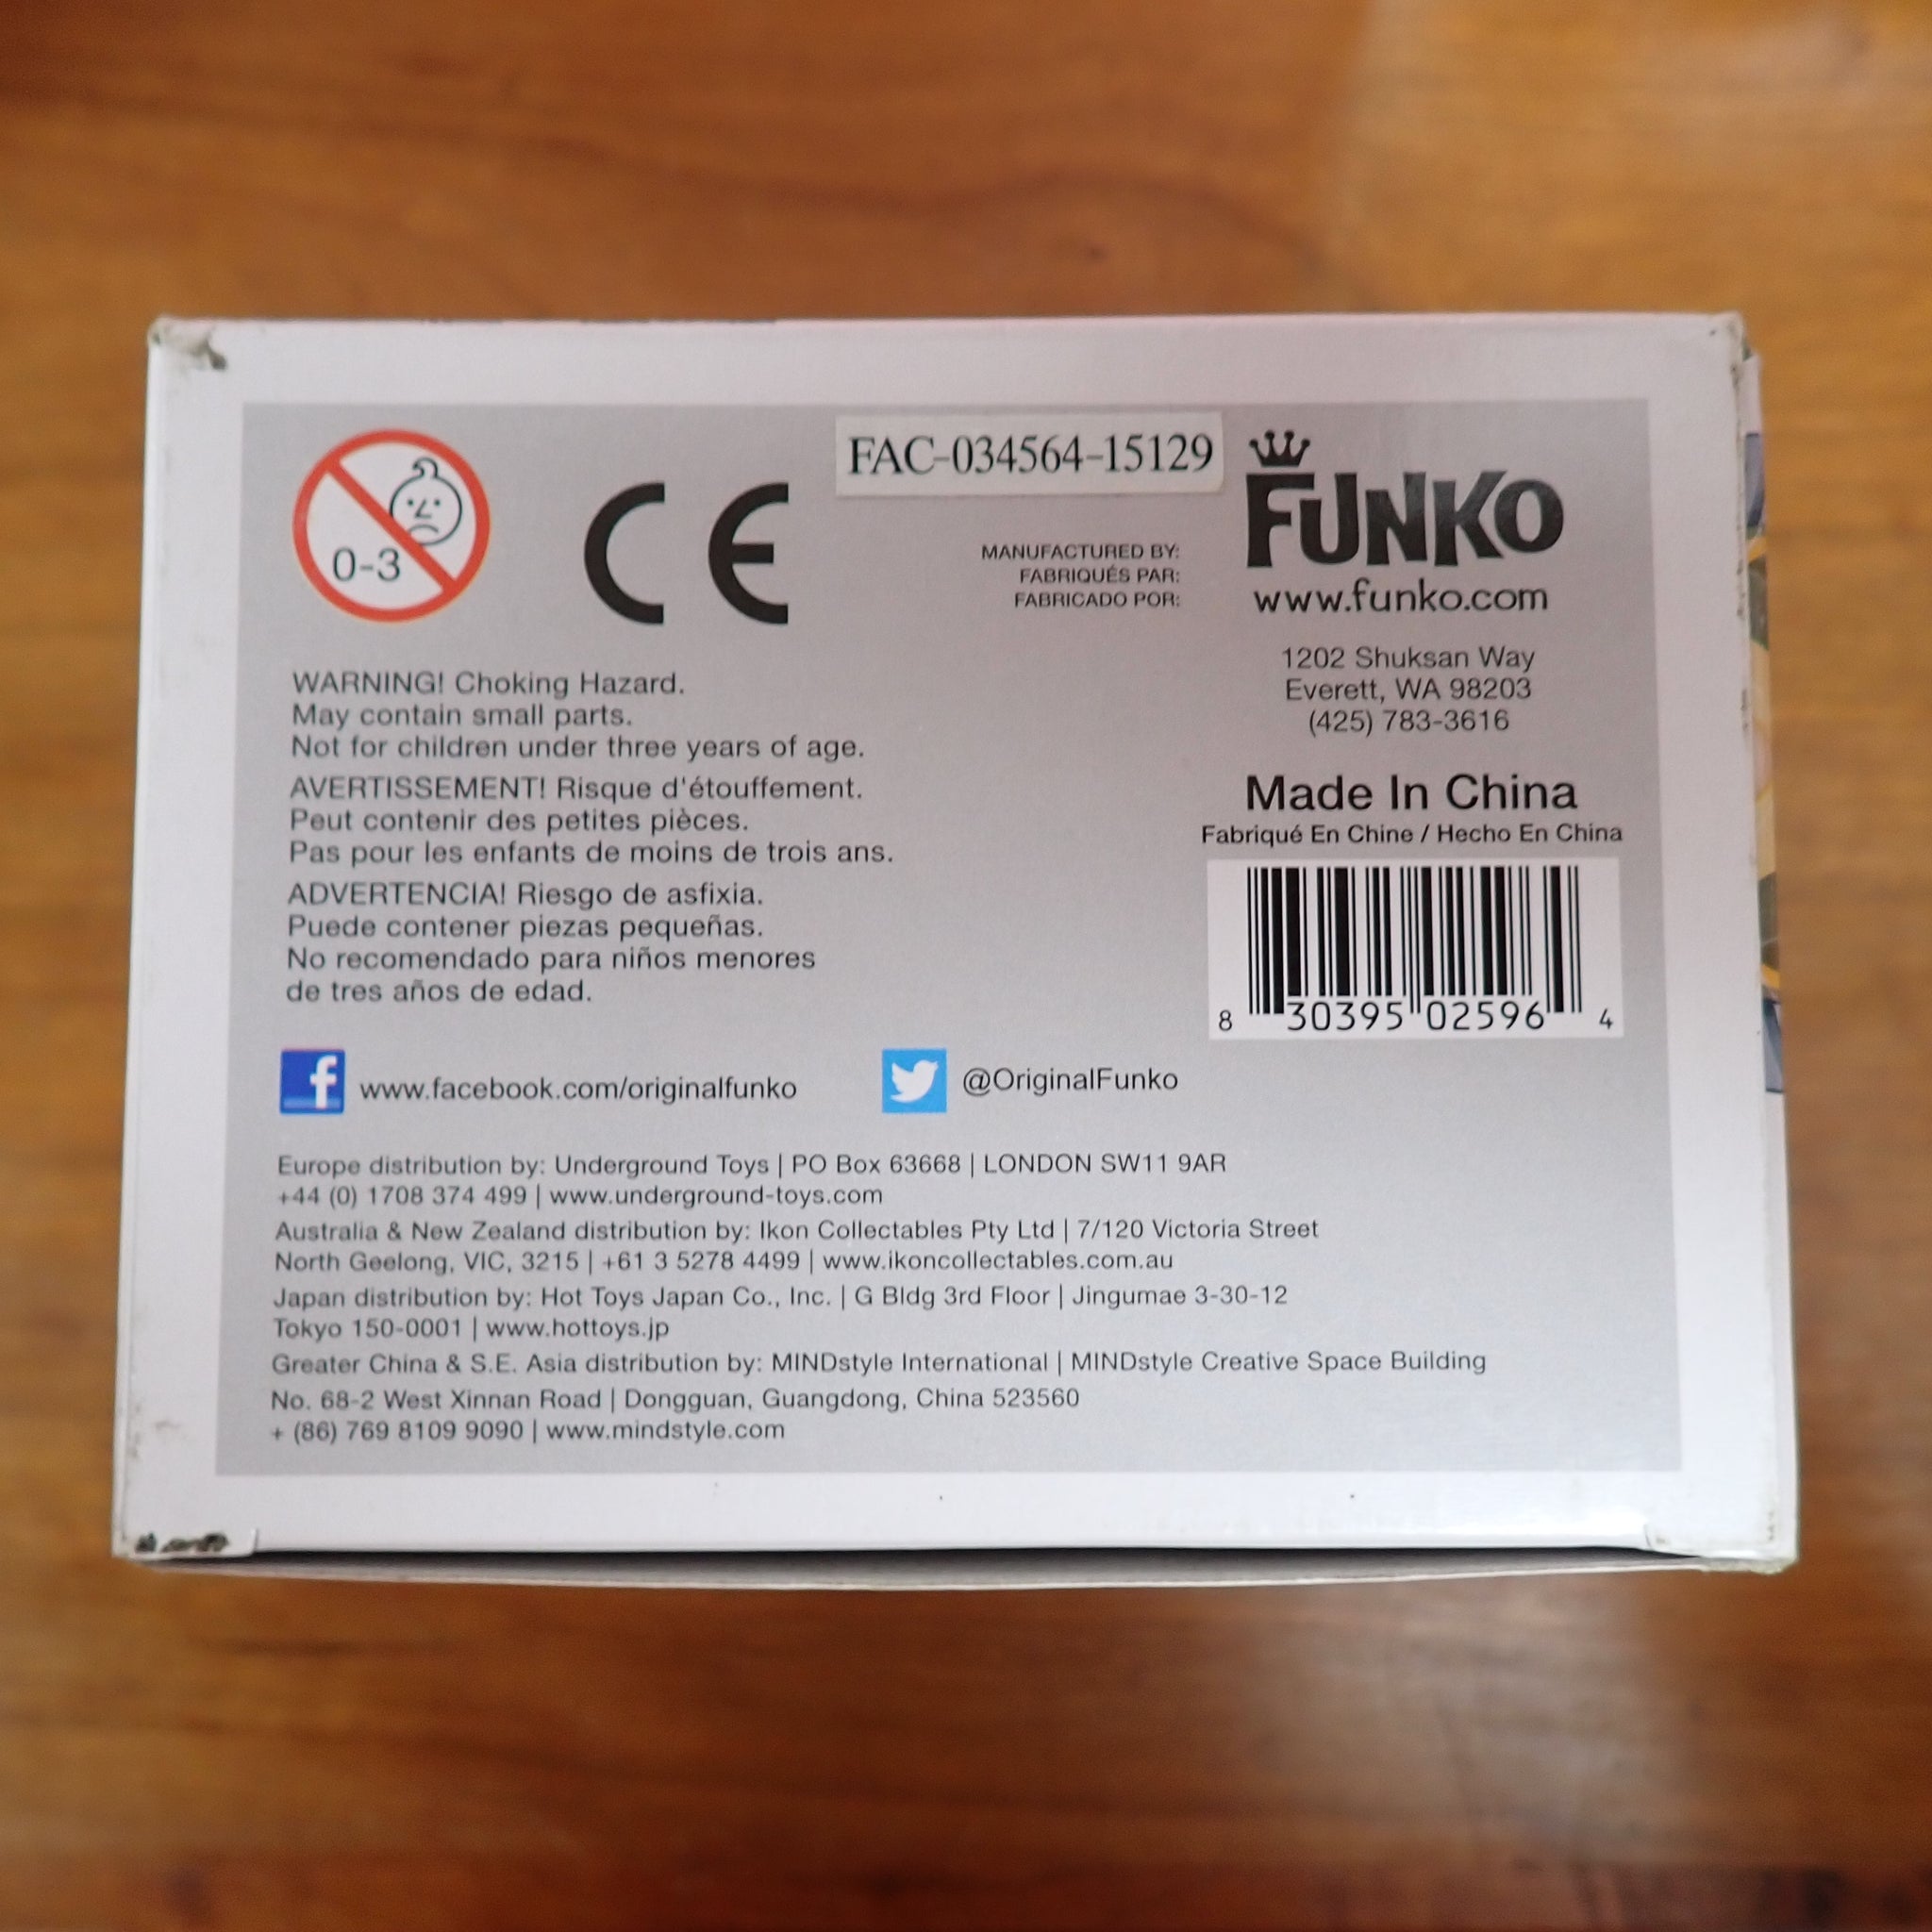 0-3
CE
FAC-034564-15129
MANUFACTURED BY:
FABRIQUÉS PAR:
FABRICADO POR:
FUNKO
www.funko.com
1202 Shuksan Way
Everett, WA 98203
(425) 783-3616
Made In China
Fabriqué En Chine / Hecho En China
8 30395 02596 4
WARNING! Choking Hazard.
May contain small parts.
Not for children under three years of age.
AVERTISSEMENT! Risque d'étouffement.
Peut contenir des petites pièces.
Pas pour les enfants de moins de trois ans.
ADVERTENCIA! Riesgo de asfixia.
Puede contener piezas pequeñas.
No recomendado para niños menores
de tres años de edad.
f www.facebook.com/originalfunko
@OriginalFunko
Europe distribution by: Underground Toys | PO Box 63668 | LONDON SW11 9AR
+44 (0) 1708 374 499 | www.underground-toys.com
Australia & New Zealand distribution by: Ikon Collectables Pty Ltd | 7/120 Victoria Street
North Geelong, VIC, 3215 | +61 3 5278 4499 | www.ikoncollectables.com.au
Japan distribution by: Hot Toys Japan Co., Inc. | G Bldg 3rd Floor | Jingumae 3-30-12
Tokyo 150-0001 | www.hottoys.jp
Greater China & S.E. Asia distribution by: MINDstyle International | MINDstyle Creative Space Building
No. 68-2 West Xinnan Road | Dongguan, Guangdong, China 523560
+ (86) 769 8109 9090 | www.mindstyle.com